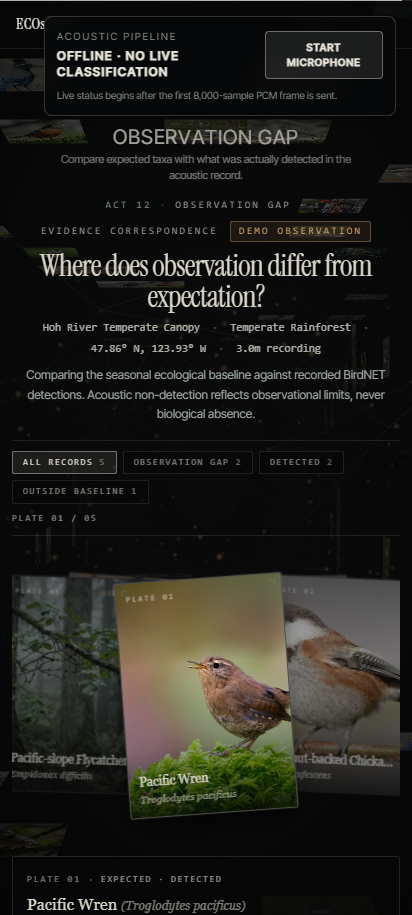 ECOs
ACOUSTIC PIPELINE
OFFLINE · NO LIVE
CLASSIFICATION
START
MICROPHONE
Live status begins after the first 8,000-sample PCM frame is sent.
OBSERVATION GAP
Compare expected taxa with what was actually detected in the
acoustic record.
ACT 12 · OBSERVATION GAP
EVIDENCE CORRESPONDENCE DEMO OBSERVATION
Where does observation differ from
expectation?
Hoh River Temperate Canopy · Temperate Rainforest ·
47.86° N, 123.93° W · 3.0m recording
Comparing the seasonal ecological baseline against recorded BirdNET
detections. Acoustic non-detection reflects observational limits, never
biological absence.
ALL RECORDS 5 OBSERVATION GAP 2 DETECTED 2
OUTSIDE BASELINE 1
PLATE 01 / 05
PLATE 01
PLATE 02
Pacific-slope Flycatcher
Empidonax difficilis
Pacific Wren
Troglodytes pacificus
nut-backed Chicka...
rufescens
PLATE 01 · EXPECTED · DETECTED
Pacific Wren (Troglodytes pacificus)